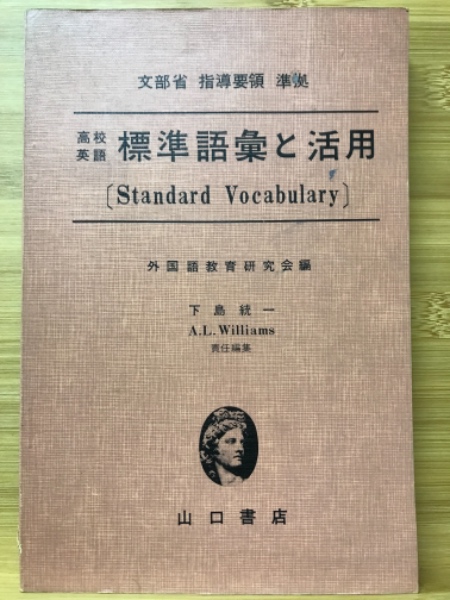 文部省 指導要領 準拠
高校英語 標準語彙と活用
〔Standard Vocabulary〕
外国語教育研究会編
下島統一
A.L.Williams
責任編集
山口書店